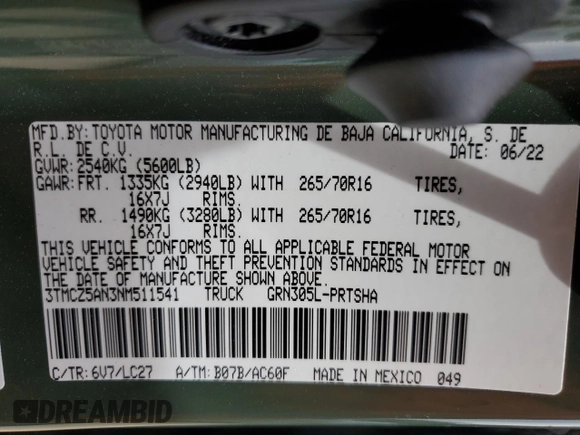 MFD.BY:TOYOTA MOTOR MANUFACTURING DE BAJA CALIFORNIA, S. DE
R.L. DE C.V. DATE: 06/22
GVWR:2540KG (5600LB)
GAWR:FRT. 1335KG (2940LB) WITH 265/70R16 TIRES,
16X7J RIMS.
RR. 1490KG (3280LB) WITH 265/70R16 TIRES,
16X7J RIMS.
THIS VEHICLE CONFORMS TO ALL APPLICABLE FEDERAL MOTOR
VEHICLE SAFETY AND THEFT PREVENTION STANDARDS IN EFFECT ON
THE DATE OF MANUFACTURE SHOWN ABOVE.
3TMCZ5AN3NM511541 TRUCK GRN305L-PRTSHA
C/TR: 6V7/LC27 A/TM: B07B/AC60F MADE IN MEXICO 049
DREAMBID